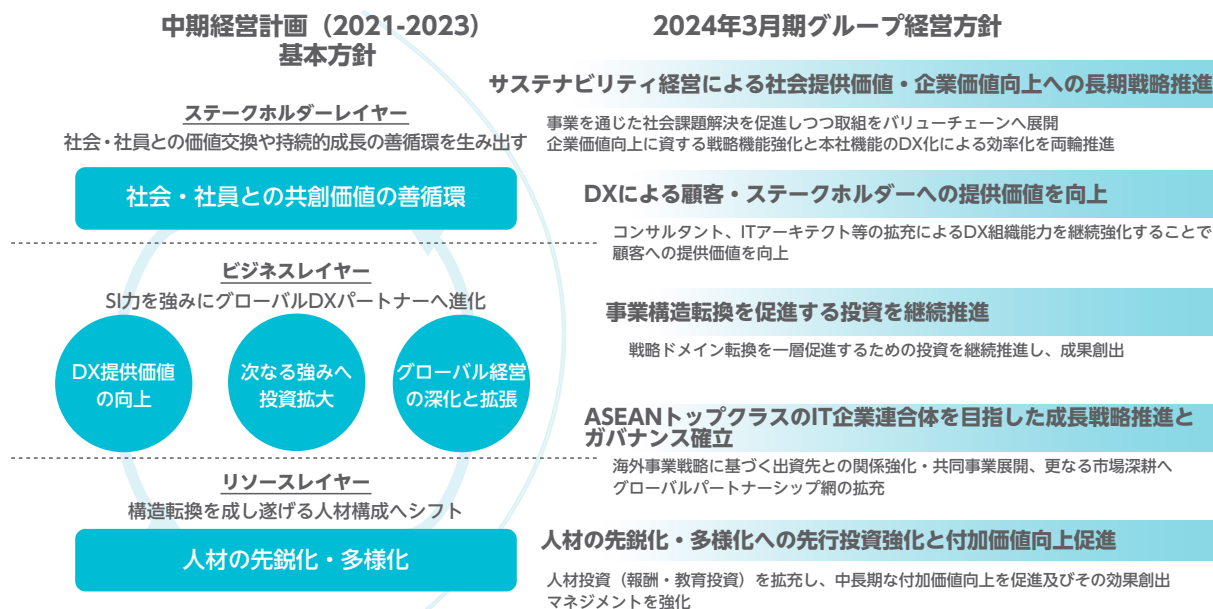 中期経営計画（2021-2023）
基本方針
ステークホルダーレイヤー
社会・社員との価値交換や持続的成長の善循環を生み出す
社会・社員との共創価値の善循環
ビジネスレイヤー
SI力を強みにグローバルDXパートナーへ進化
DX提供価値
の向上
次なる強みへ
投資拡大
グローバル経営
の深化と拡張
リソースレイヤー
構造転換を成し遂げる人材構成へシフト
人材の先鋭化・多様化
2024年3月期グループ経営方針
サステナビリティ経営による社会提供価値・企業価値向上への長期戦略推進
事業を通じた社会課題解決を促進しつつ取組をバリューチェーンへ展開
企業価値向上に資する戦略機能強化と本社機能のDX化による効率化を両輪推進
DXによる顧客・ステークホルダーへの提供価値を向上
コンサルタント、ITアーキテクト等の拡充によるDX組織能力を継続強化することで
顧客への提供価値を向上
事業構造転換を促進する投資を継続推進
戦略ドメイン転換を一層促進するための投資を継続推進し、成果創出
ASEANトップクラスのIT企業連合体を目指した成長戦略推進と
ガバナンス確立
海外事業戦略に基づく出資先との関係強化・共同事業展開、更なる市場深耕へ
グローバルパートナーシップ網の拡充
人材の先鋭化・多様化への先行投資強化と付加価値向上促進
人材投資（報酬・教育投資）を拡充し、中長期な付加価値向上を促進及びその効果創出
マネジメントを強化